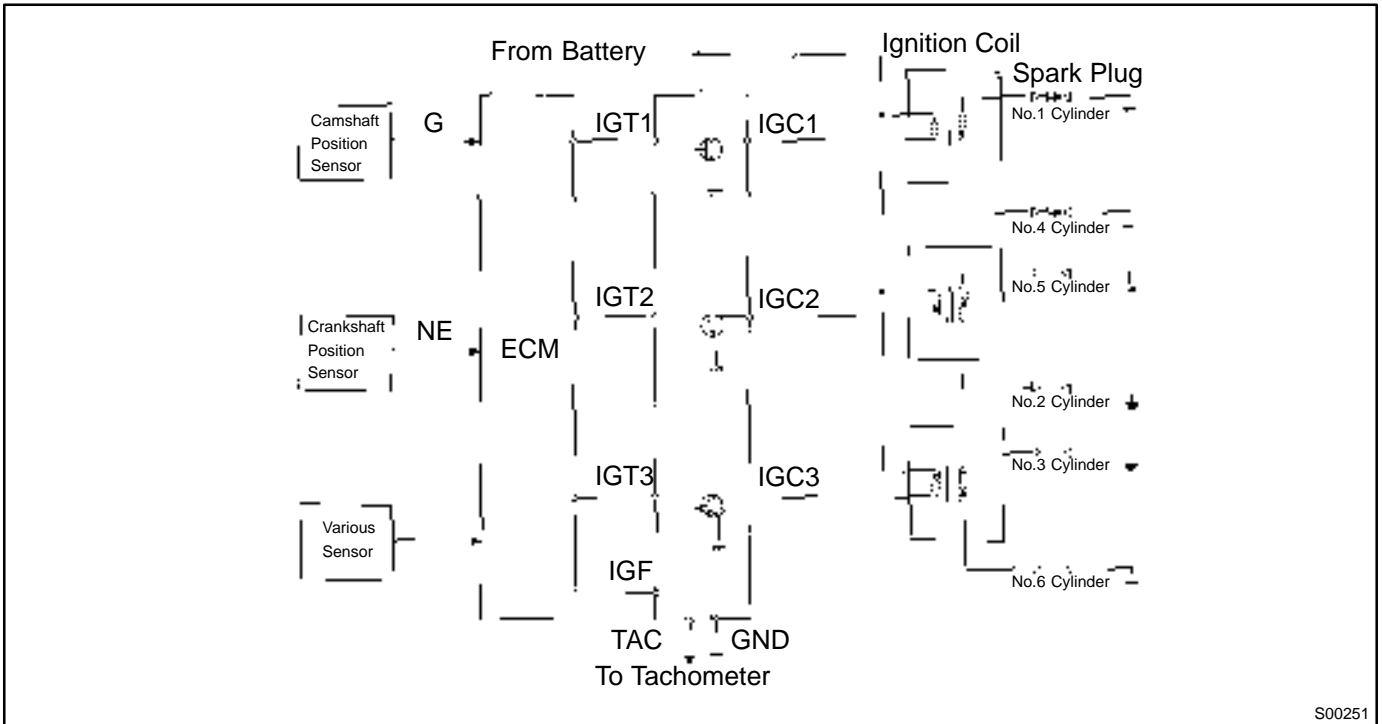 From Battery
Ignition Coil
Spark Plug
Camshaft
Position
Sensor
G
IGT1
IGC1
No.1 Cylinder
No.4 Cylinder
No.5 Cylinder
IGT2
IGC2
Crankshaft
Position
Sensor
NE
ECM
No.2 Cylinder
No.3 Cylinder
IGT3
IGC3
Various
Sensor
IGF
No.6 Cylinder
TAC
GND
To Tachometer
S00251